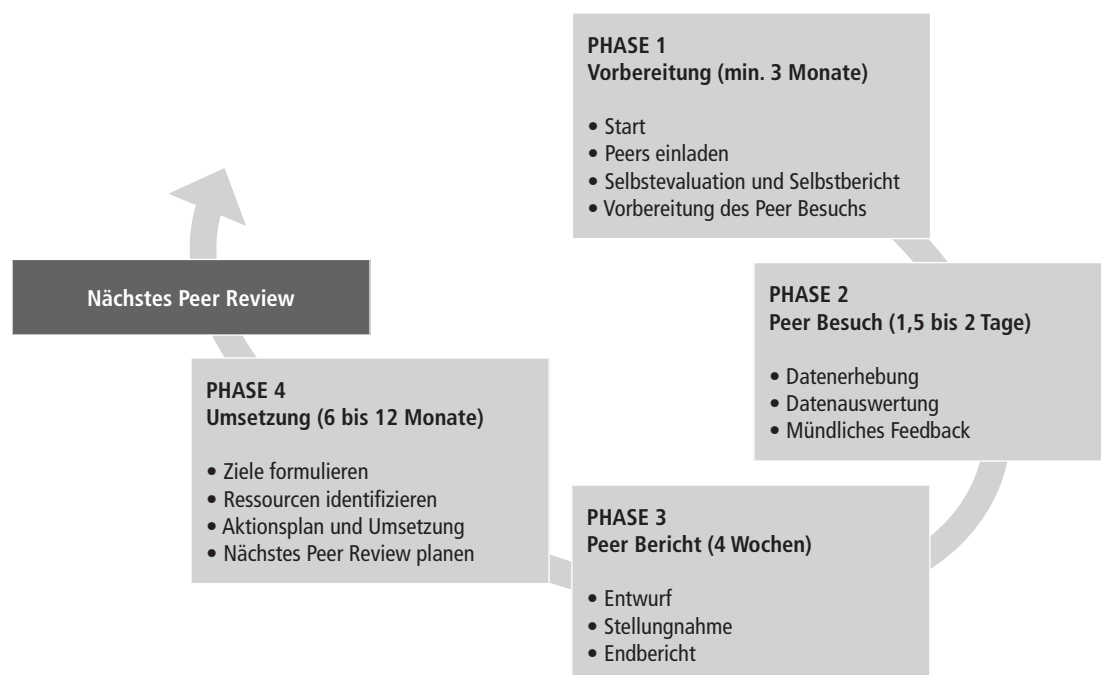 PHASE 1
Vorbereitung (min. 3 Monate)
• Start
• Peers einladen
• Selbstevaluation und Selbstbericht
• Vorbereitung des Peer Besuchs
PHASE 2
Peer Besuch (1,5 bis 2 Tage)
• Datenerhebung
• Datenauswertung
• Mündliches Feedback
PHASE 3
Peer Bericht (4 Wochen)
• Entwurf
• Stellungnahme
• Endbericht
PHASE 4
Umsetzung (6 bis 12 Monate)
• Ziele formulieren
• Ressourcen identifizieren
• Aktionsplan und Umsetzung
• Nächstes Peer Review planen
Nächstes Peer Review